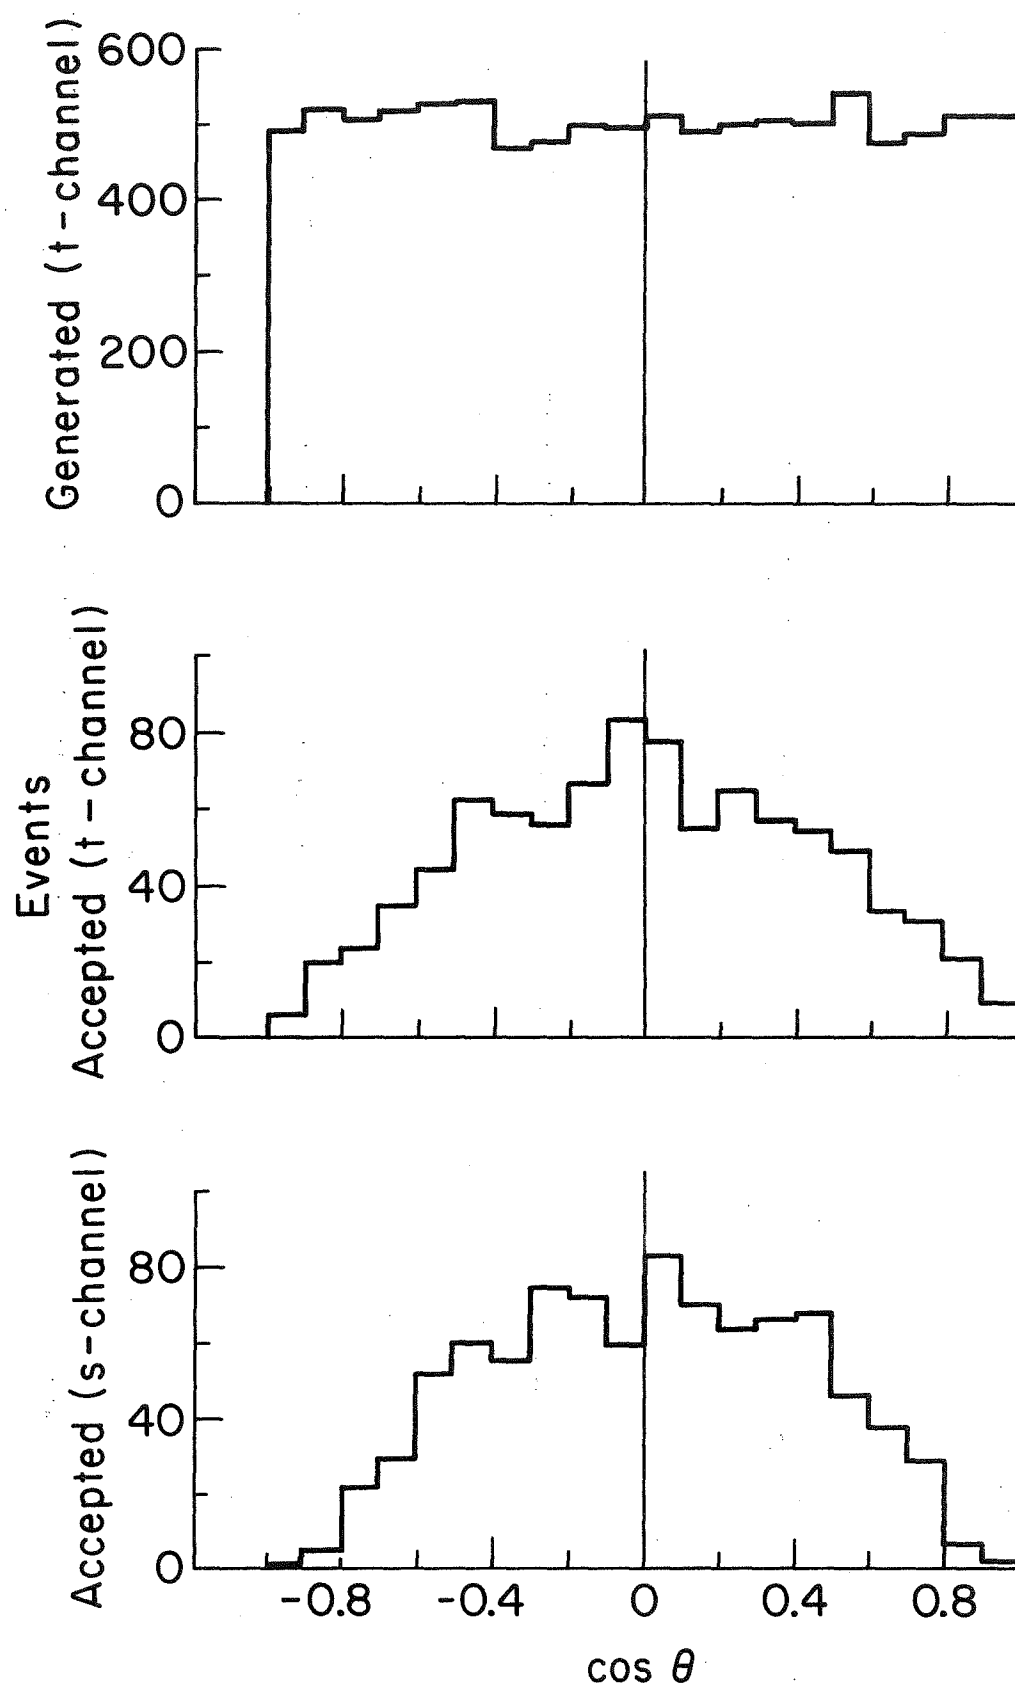 Generated (t-channel)
600
400
200
0
Events
Accepted (t-channel)
80
40
0
Accepted (s-channel)
80
40
0
-0.8 -0.4 0 0.4 0.8
cos θ